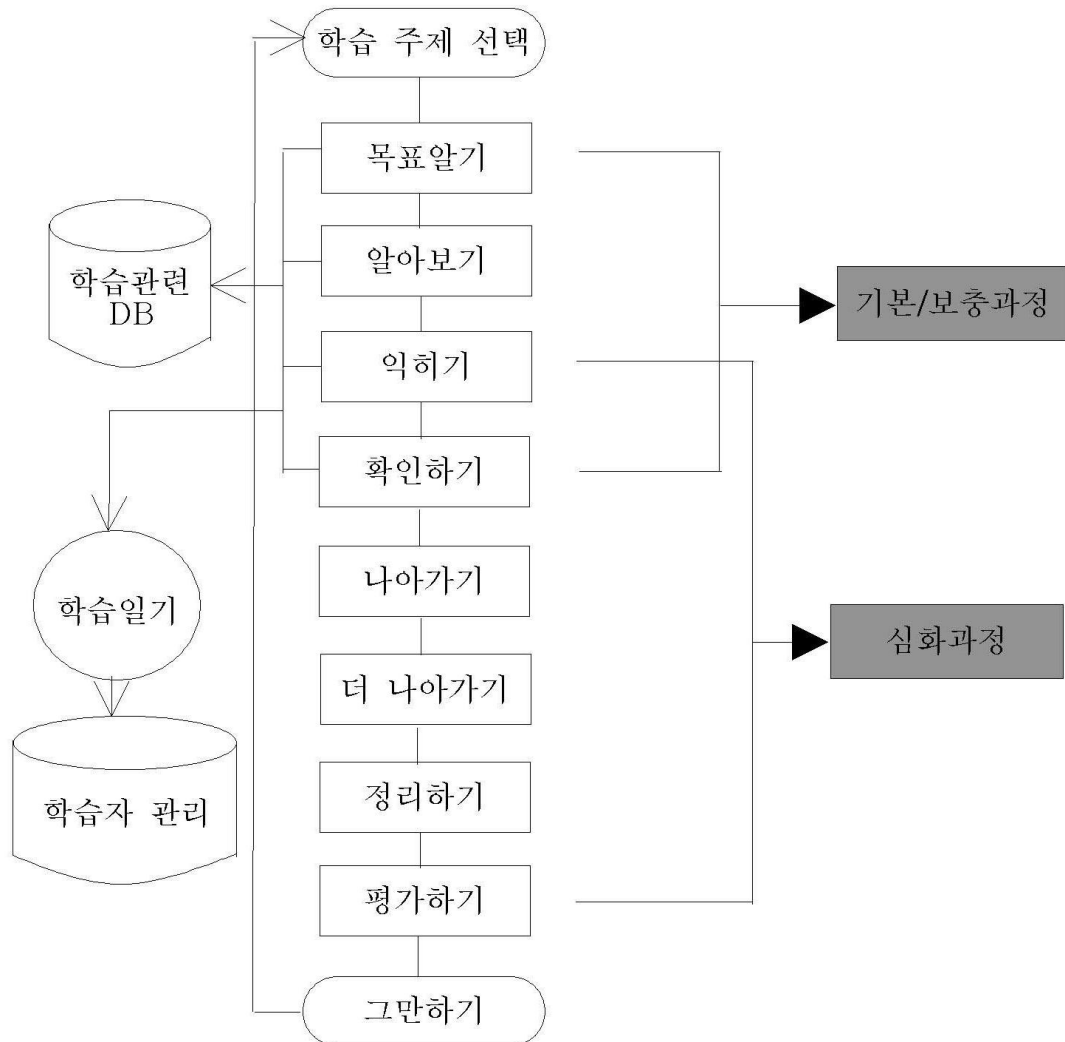 학습 주제 선택
목표알기
알아보기
학습관련
DB
기본/보충과정
익히기
확인하기
나아가기
학습일기
심화과정
더 나아가기
정리하기
학습자 관리
평가하기
그만하기